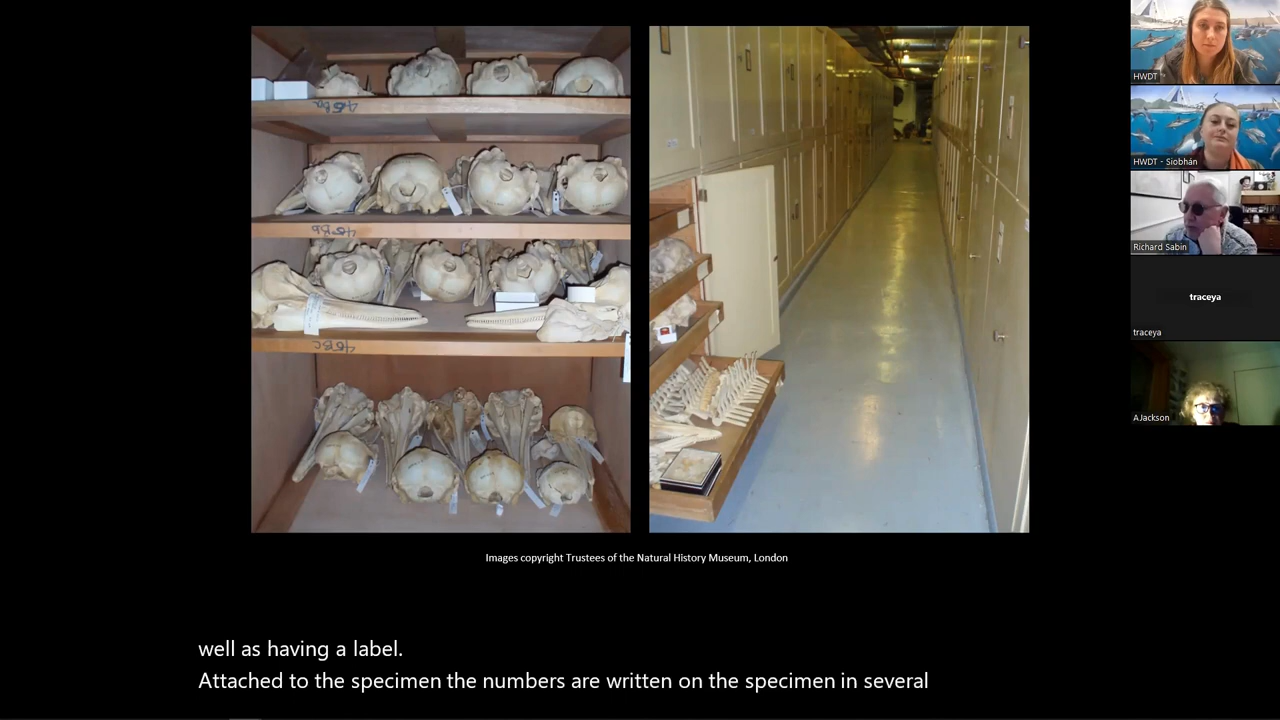 Images copyright Trustees of the Natural History Museum, London
well as having a label.
Attached to the specimen the numbers are written on the specimen in several
HWDT
HWDT - Siobhán
Richard Sabin
traceya
traceya
AJackson